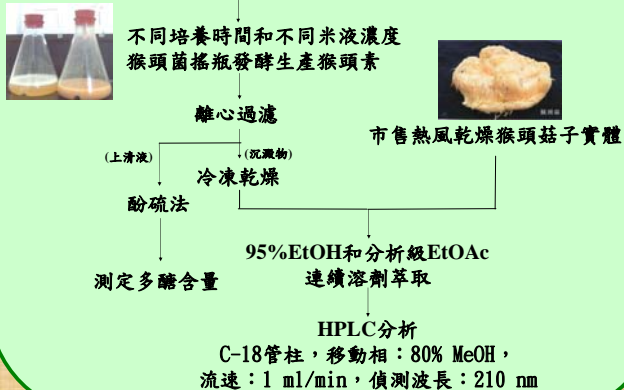 不同培養時間和不同米液濃度
猴頭菌搖瓶發酵生產猴頭素
離心過濾
市售熱風乾燥猴頭菇子實體
(上清液)
(沉澱物)
冷凍乾燥
酚硫法
95%EtOH和分析級EtOAc
連續溶劑萃取
測定多醣含量
HPLC分析
C-18管柱，移動相：80% MeOH，
流速：1 ml/min，偵測波長：210 nm